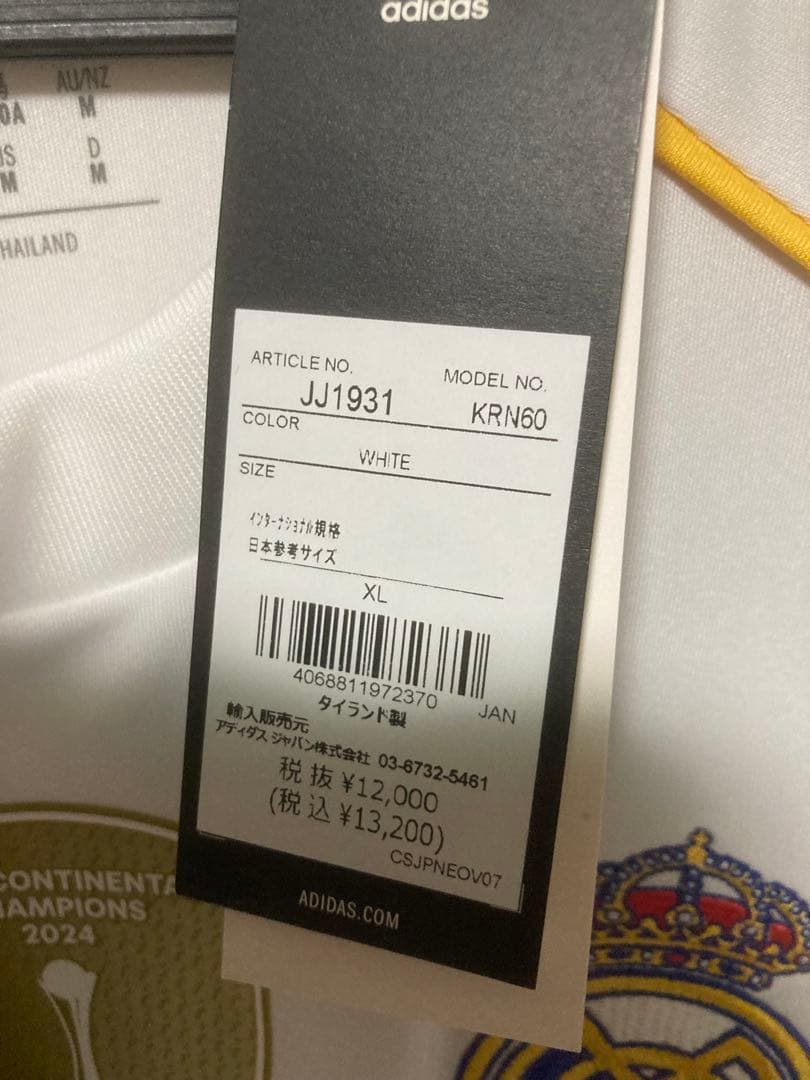 adidas
AU/NZ
0A M
D
M M
HAILAND
ARTICLE NO. MODEL NO.
JJ1931 KRN60
COLOR
WHITE
SIZE
インターナショナル規格
日本参考サイズ
XL
4068811972370 JAN
タイランド製
輸入販売元
アディダス ジャパン株式会社 03-6732-5461
税 抜 ¥12,000
(税 込 ¥13,200)
CSJPNEOV07
ADIDAS.COM
CONTINENTA
AMPIONS
2024